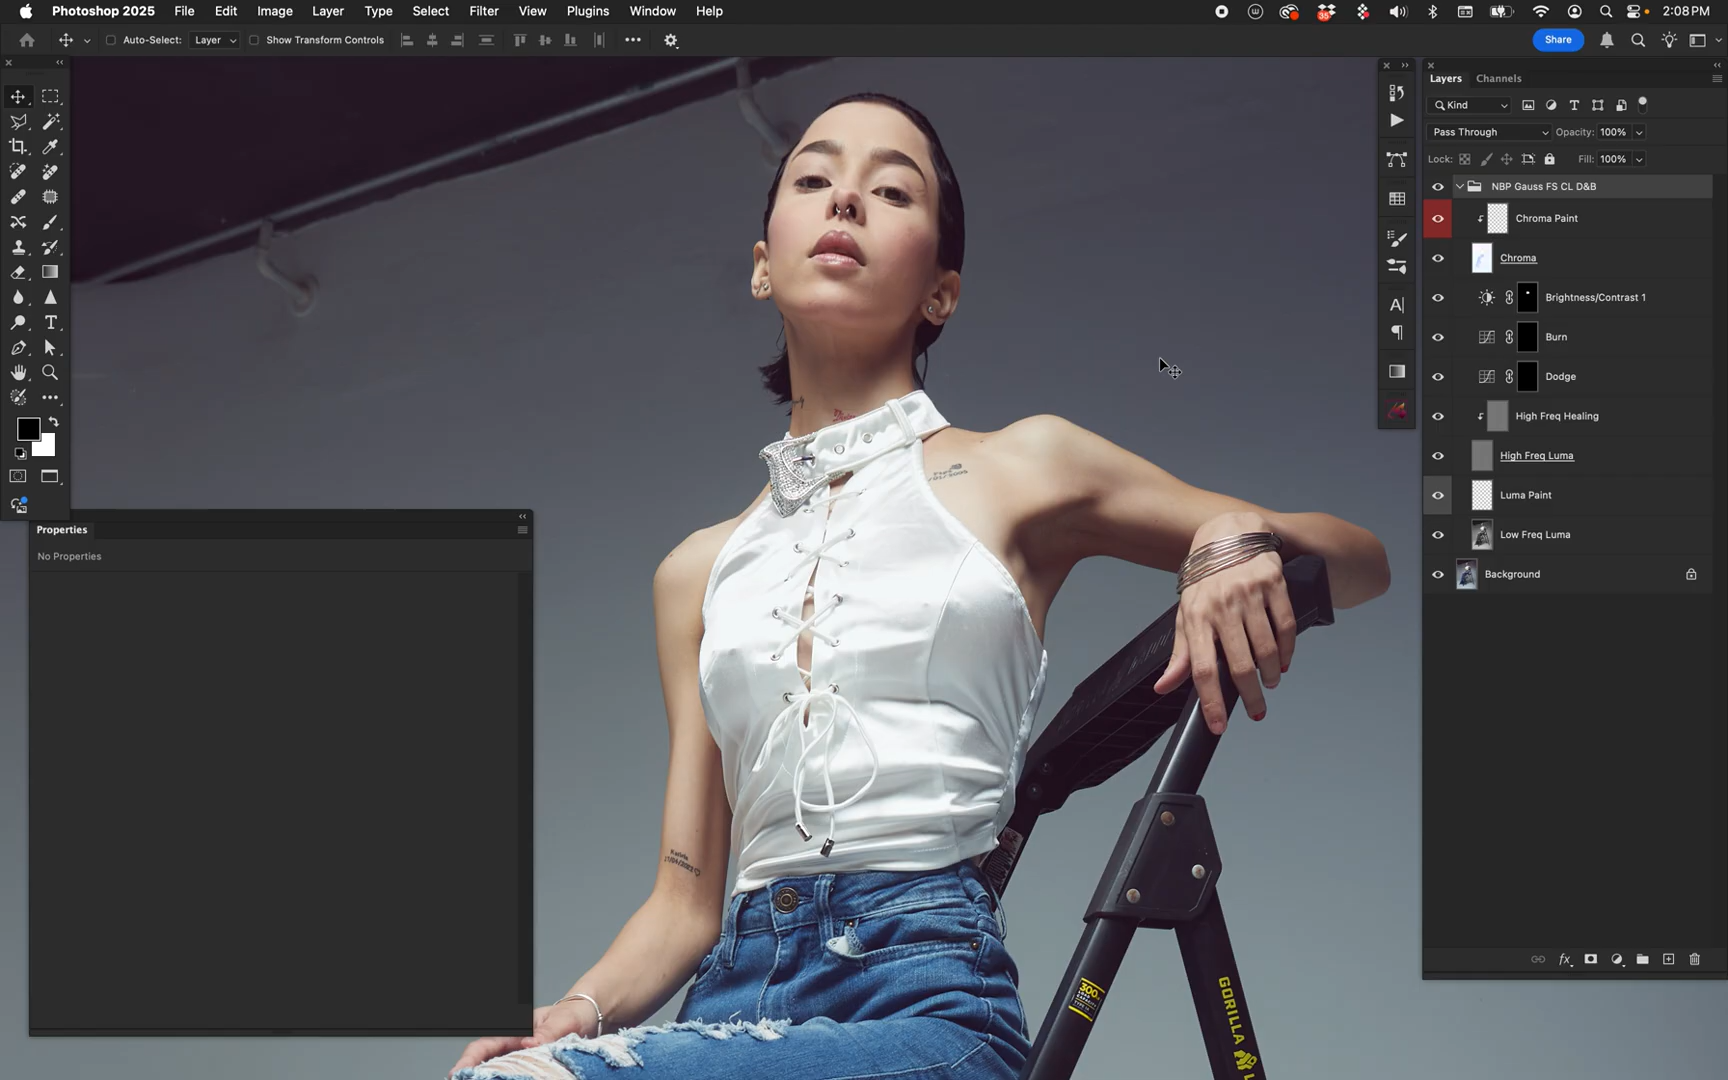 Photoshop 2025 File Edit Image Layer Type Select Filter View Plugins Window Help 35 2:08 PM
Auto-Select: Layer Show Transform Controls Share
Layers Channels
Kind
Pass Through Opacity: 100%
Lock: Fill: 100%
NBP Gauss FS CL D&B
Chroma Paint
Chroma
Brightness/Contrast 1
Burn
Dodge
High Freq Healing
High Freq Luma
Luma Paint
Low Freq Luma
Background
Properties
No Properties
300
GORILLA